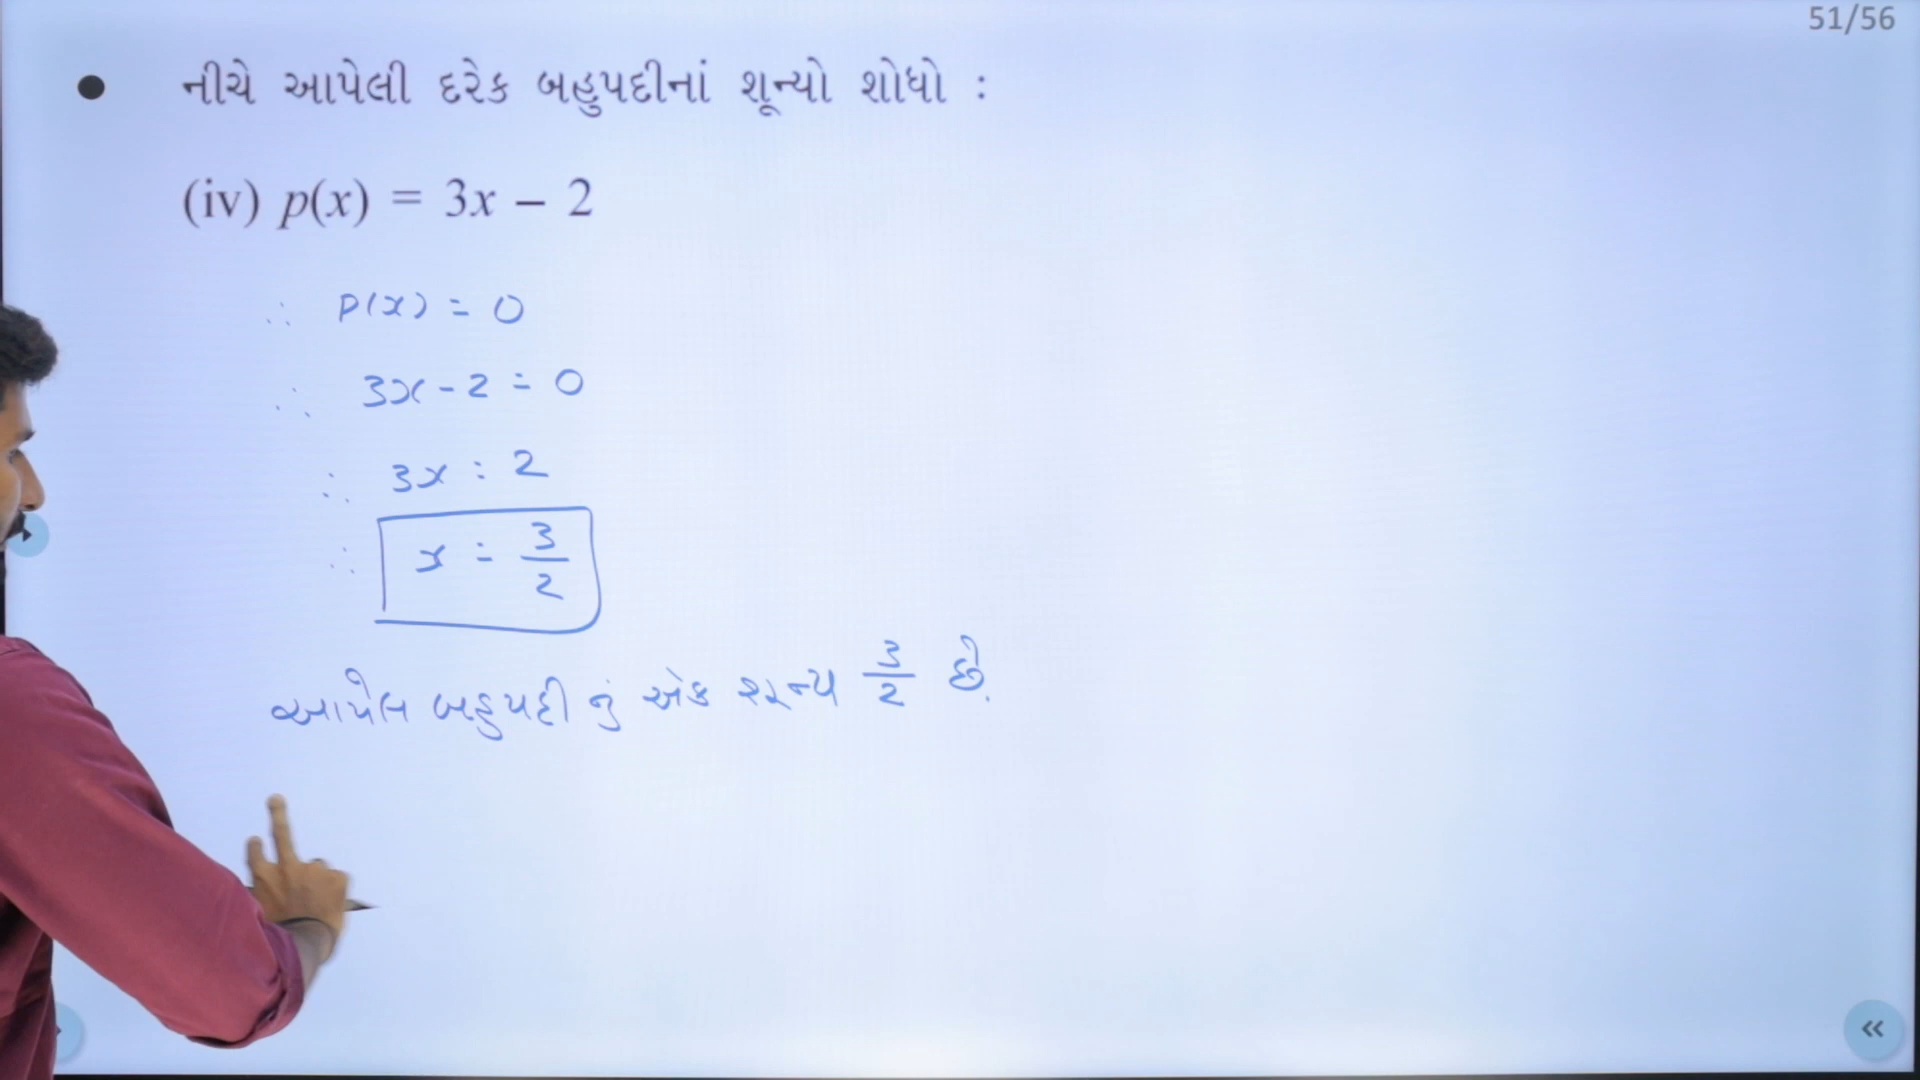 51/56
● નીચે આપેલી દરેક બહુપદીનાં શૂન્યો શોધો :
(iv) p(x) = 3x – 2
∴ P(x) = 0
∴ 3x - 2 = 0
∴ 3x = 2
∴ x = 3/2
આપેલ બહુપદી નું એક શૂન્ય 3/2 છે.